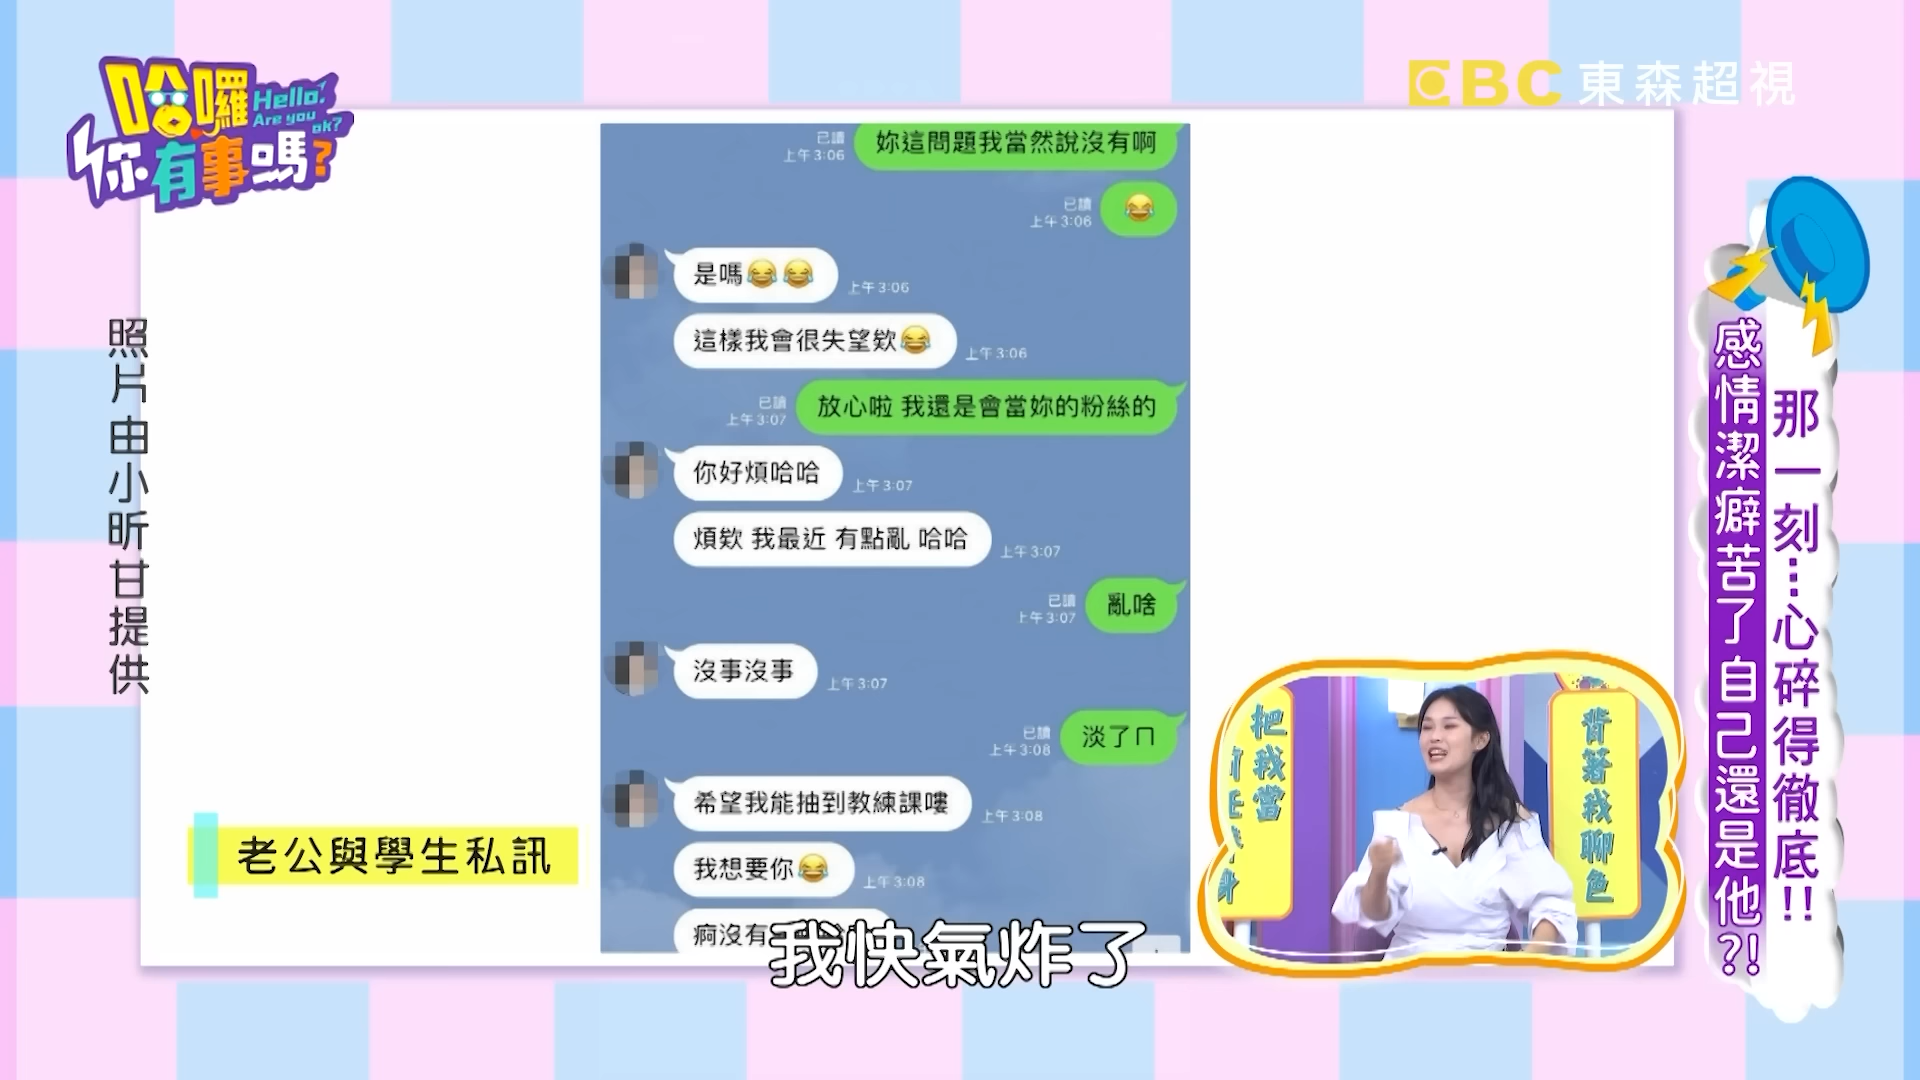 哈囉
Hello.
Are you
ok?
你有事嗎?
EBC 東森超視
照片由小昕甘提供
已讀
上午3:06
妳這問題我當然說沒有啊
已讀
上午3:06
😂
是嗎😂😂
上午3:06
這樣我會很失望欸😂
上午3:06
已讀
上午3:07
放心啦 我還是會當妳的粉絲的
你好煩哈哈
上午3:07
煩欸 我最近 有點亂 哈哈
上午3:07
已讀
上午3:07
亂啥
沒事沒事
上午3:07
已讀
上午3:08
淡了ㄇ
希望我能抽到教練課嘍
上午3:08
我想要你😂
上午3:08
痾沒有
老公與學生私訊
我快氣炸了
把我當
背著我聊色
那一刻…心碎得徹底!!
感情潔癖苦了自己還是他?!